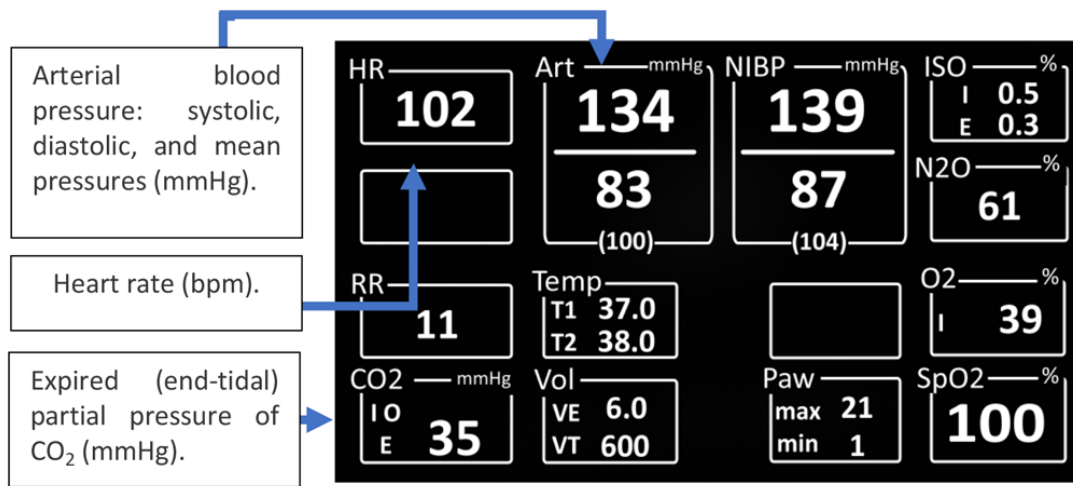 Arterial blood
pressure: systolic,
diastolic, and mean
pressures (mmHg).
Heart rate (bpm).
Expired (end-tidal)
partial pressure of
CO₂ (mmHg).
HR
102
Art mmHg
134
83
(100)
NIBP mmHg
139
87
(104)
ISO %
I 0.5
E 0.3
N2O %
61
RR
11
Temp
T1 37.0
T2 38.0
O2 %
I 39
CO2 mmHg
I 0
E 35
Vol
VE 6.0
VT 600
Paw
max 21
min 1
SpO2 %
100